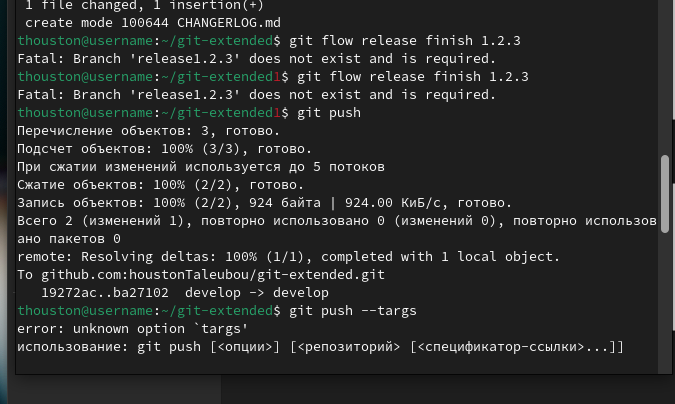 1 file changed, 1 insertion(+)
create mode 100644 CHANGERLOG.md
thouston@username:~/git-extended$ git flow release finish 1.2.3
Fatal: Branch 'release1.2.3' does not exist and is required.
thouston@username:~/git-extended1$ git flow release finish 1.2.3
Fatal: Branch 'release1.2.3' does not exist and is required.
thouston@username:~/git-extended1$ git push
Перечисление объектов: 3, готово.
Подсчет объектов: 100% (3/3), готово.
При сжатии изменений используется до 5 потоков
Сжатие объектов: 100% (2/2), готово.
Запись объектов: 100% (2/2), 924 байта | 924.00 КиБ/с, готово.
Всего 2 (изменений 1), повторно использовано 0 (изменений 0), повторно использов
ано пакетов 0
remote: Resolving deltas: 100% (1/1), completed with 1 local object.
To github.com:houstonTaleubou/git-extended.git
19272ac..ba27102  develop -> develop
thouston@username:~/git-extended$ git push --targs
error: unknown option `targs'
использование: git push [<опции>] [<репозиторий> [<спецификатор-ссылки>...]]